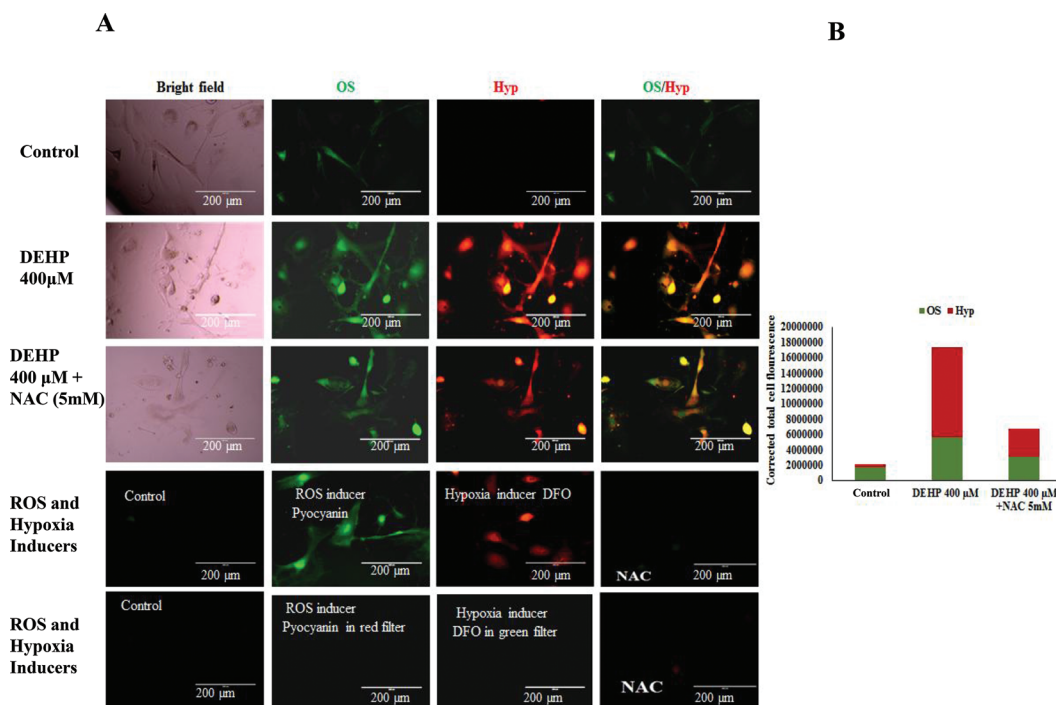 A
B
Bright field
OS
Hyp
OS/Hyp
Control
200 µm
200 µm
200 µm
200 µm
DEHP
400µM
200 µm
200 µm
200 µm
200 µm
DEHP
400 µM +
NAC (5mM)
200 µm
200 µm
200 µm
200 µm
ROS and
Hypoxia
Inducers
Control
200 µm
ROS inducer
Pyocyanin
200 µm
Hypoxia inducer DFO
200 µm
NAC
200 µm
ROS and
Hypoxia
Inducers
Control
200 µm
ROS inducer
Pyocyanin in red filter
200 µm
Hypoxia inducer
DFO in green filter
200 µm
NAC
200 µm
OS
Hyp
Corrected total cell flourescence
20000000
18000000
16000000
14000000
12000000
10000000
8000000
6000000
4000000
2000000
0
Control
DEHP 400 µM
DEHP 400 µM
+NAC 5mM